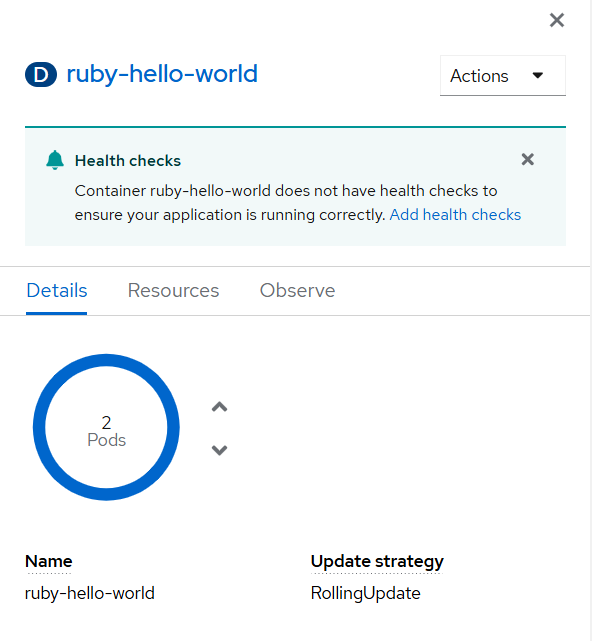 D ruby-hello-world
Actions
Health checks
Container ruby-hello-world does not have health checks to
ensure your application is running correctly. Add health checks
Details Resources Observe
2
Pods
Name
ruby-hello-world
Update strategy
RollingUpdate